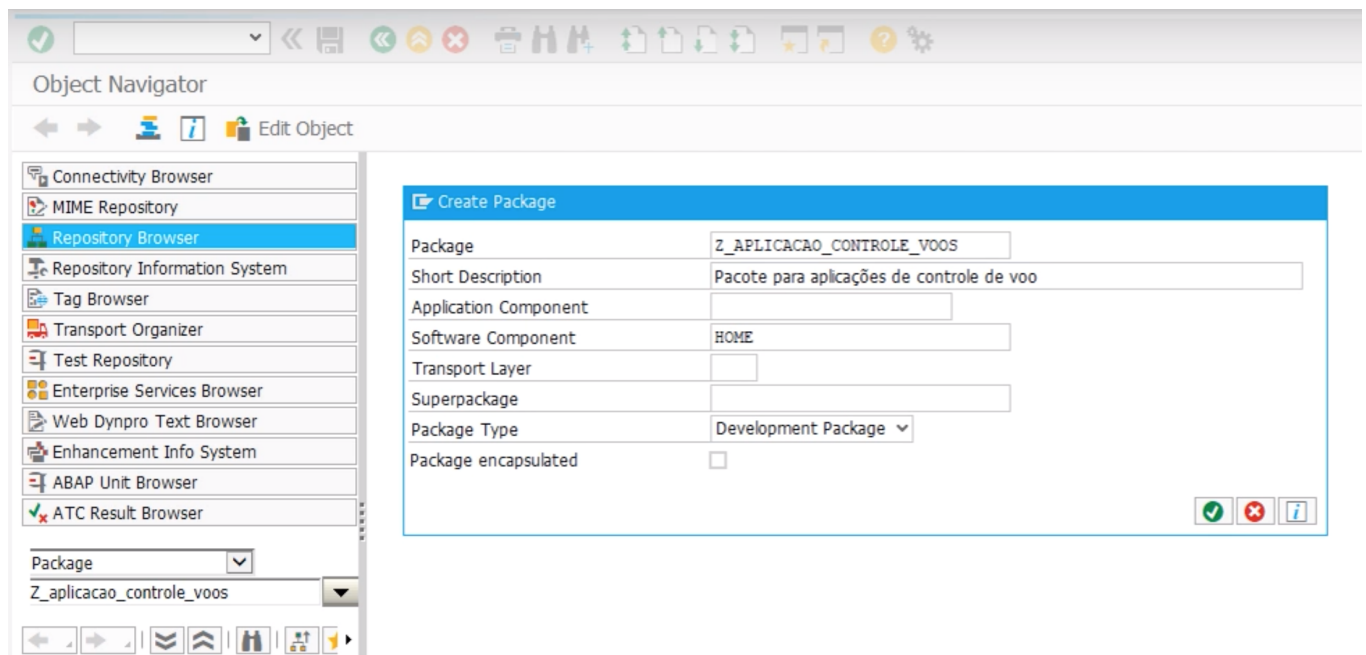 Object Navigator
Edit Object
Connectivity Browser
MIME Repository
Repository Browser
Repository Information System
Tag Browser
Transport Organizer
Test Repository
Enterprise Services Browser
Web Dynpro Text Browser
Enhancement Info System
ABAP Unit Browser
ATC Result Browser
Package
Z_aplicacao_controle_voos
Create Package
Package Z_APLICACAO_CONTROLE_VOOS
Short Description Pacote para aplicações de controle de voo
Application Component
Software Component HOME
Transport Layer
Superpackage
Package Type Development Package
Package encapsulated